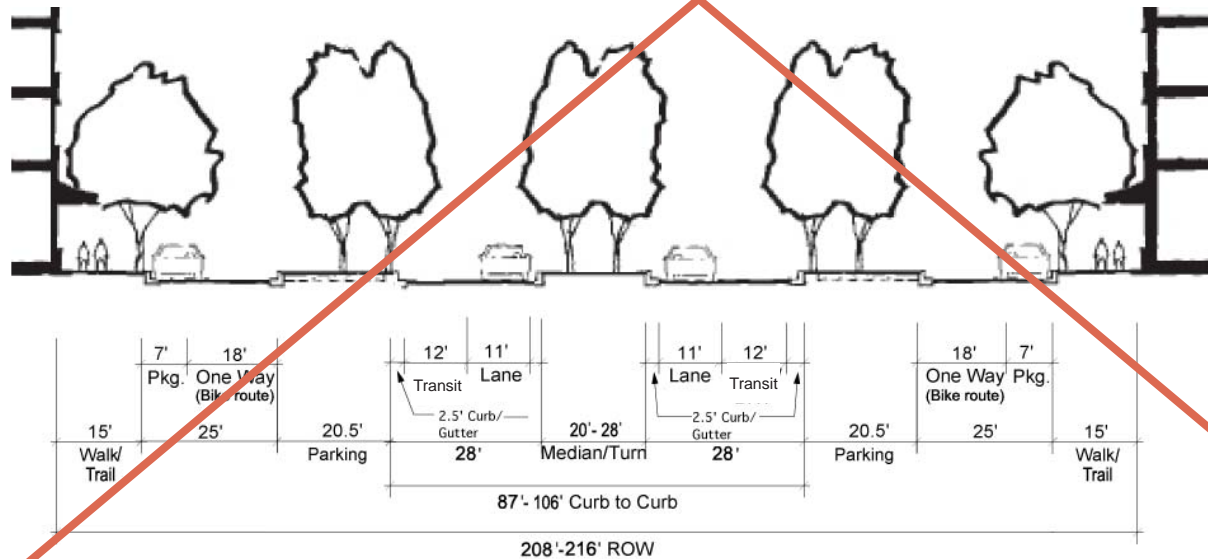 7' 18' 12' 11' 11' 12' 18' 7'
Pkg. One Way Transit Lane Lane Transit One Way Pkg.
(Bike route) (Bike route)
2.5' Curb/ 2.5' Curb/
Gutter Gutter
15' 25' 20.5' 28' 20'- 28' 28' 20.5' 25' 15'
Walk/ Parking Median/Turn Parking Walk/
Trail Trail
87'- 106' Curb to Curb
208'-216' ROW